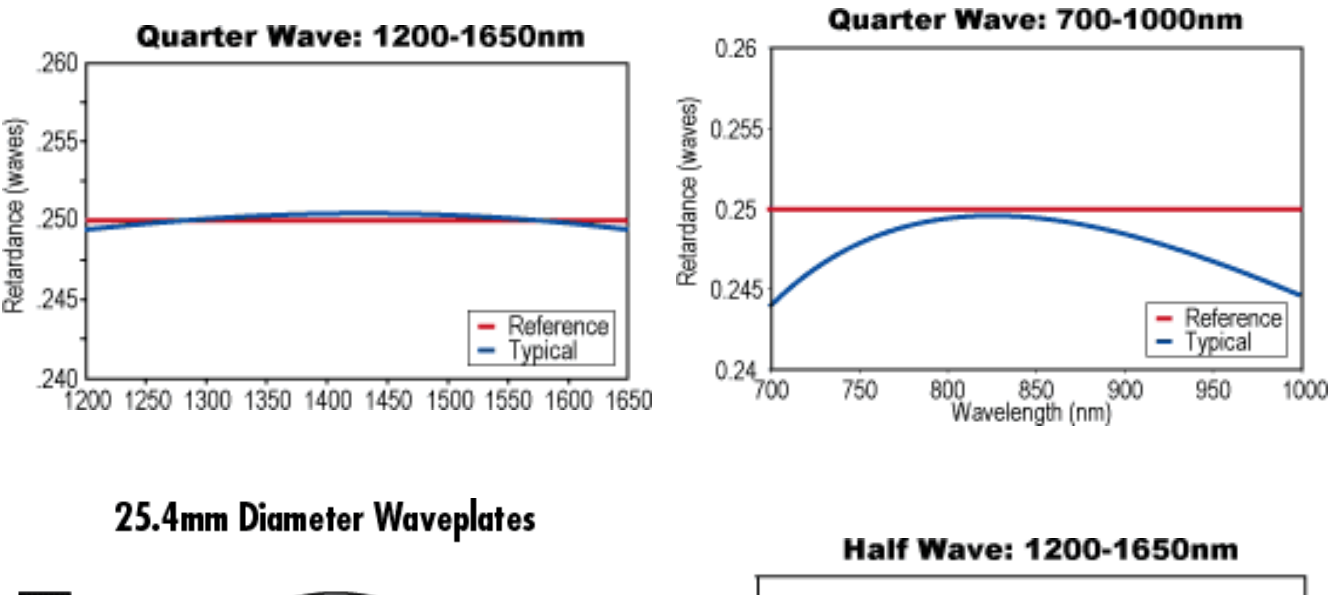 Quarter Wave: 1200-1650nm
.260
.255
.250
.245
.240
Retardance (waves)
Reference
Typical
1200 1250 1300 1350 1400 1450 1500 1550 1600 1650
Quarter Wave: 700-1000nm
0.26
0.255
0.25
0.245
0.24
Retardance (waves)
Reference
Typical
700 750 800 850 900 950 1000
Wavelength (nm)
25.4mm Diameter Waveplates
Half Wave: 1200-1650nm